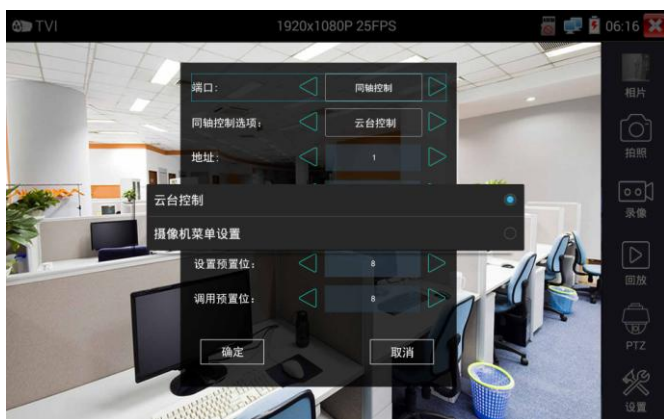 TVI 1920x1080P 25FPS 06:16
端口: 同轴控制
同轴控制选项: 云台控制
地址: 1
云台控制
摄像机菜单设置
设置预置位: 8
调用预置位: 8
确定 取消
相片
拍照
录像
回放
PTZ
设置